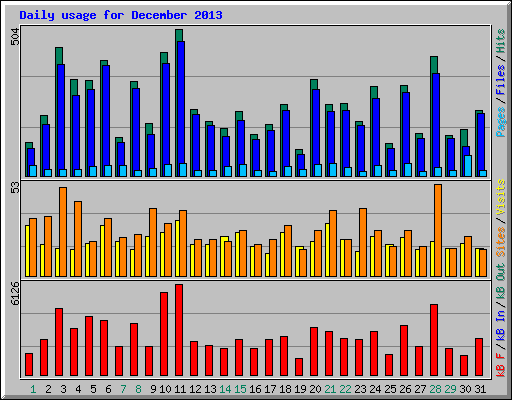 Daily usage for December 2013
504
Pages / Files / Hits
53
Sites / Visits
6126
kB F / kB In / kB Out
1 2 3 4 5 6 7 8 9 10 11 12 13 14 15 16 17 18 19 20 21 22 23 24 25 26 27 28 29 30 31